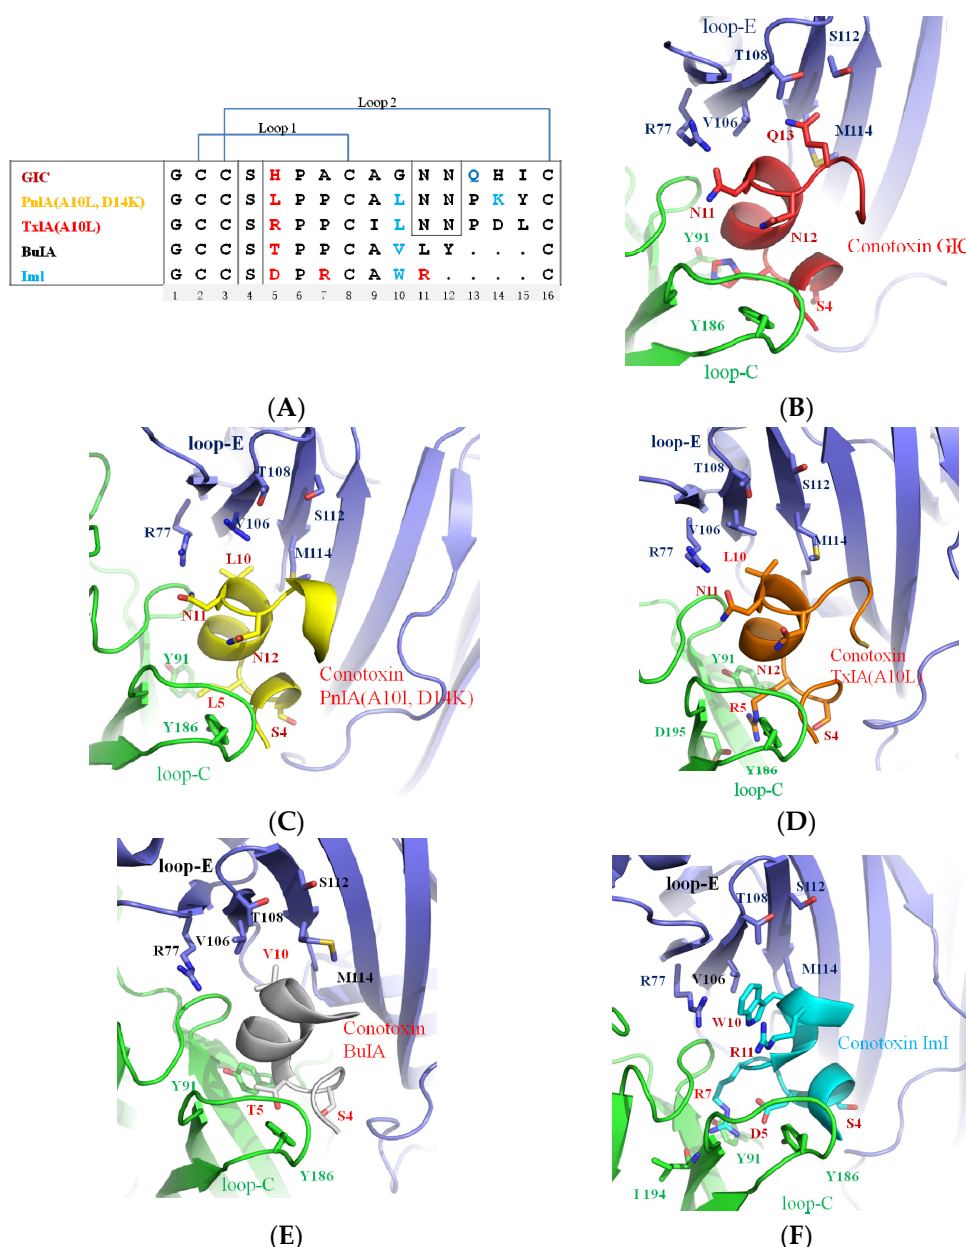 Loop 2
Loop 1
GIC G C C S H P A C A G N N Q H I C
PnIA(A10L, D14K) G C C S L P P C A L N N P K Y C
TxIA(A10L) G C C S R P P C I L N N P D L C
BuIA G C C S T P P C A V L Y . . . C
ImI G C C S D P R C A W R . . . . C
1 2 3 4 5 6 7 8 9 10 11 12 13 14 15 16
(A)
loop-E
S112
T108
R77
V106
M114
Q13
N11
N12
Y91
Conotoxin GIC
S4
Y186
loop-C
(B)
loop-E
T108
V106
S112
R77
M114
L10
N11
N12
Y91
Conotoxin
PnIA(A10I, D14K)
L5
S4
Y186
loop-C
(C)
loop-E
T108
S112
V106
R77
M114
L10
N11
Y91
N12
Conotoxin
TxIA(A10L)
R5
S4
D195
Y186
loop-C
(D)
loop-E
S112
T108
R77
V106
V10
M114
Conotoxin
BuIA
Y91
T5
S4
Y186
loop-C
(E)
loop-E
S112
T108
R77
V106
M114
W10
R11
Conotoxin ImI
R7
D5
S4
Y91
I194
Y186
loop-C
(F)